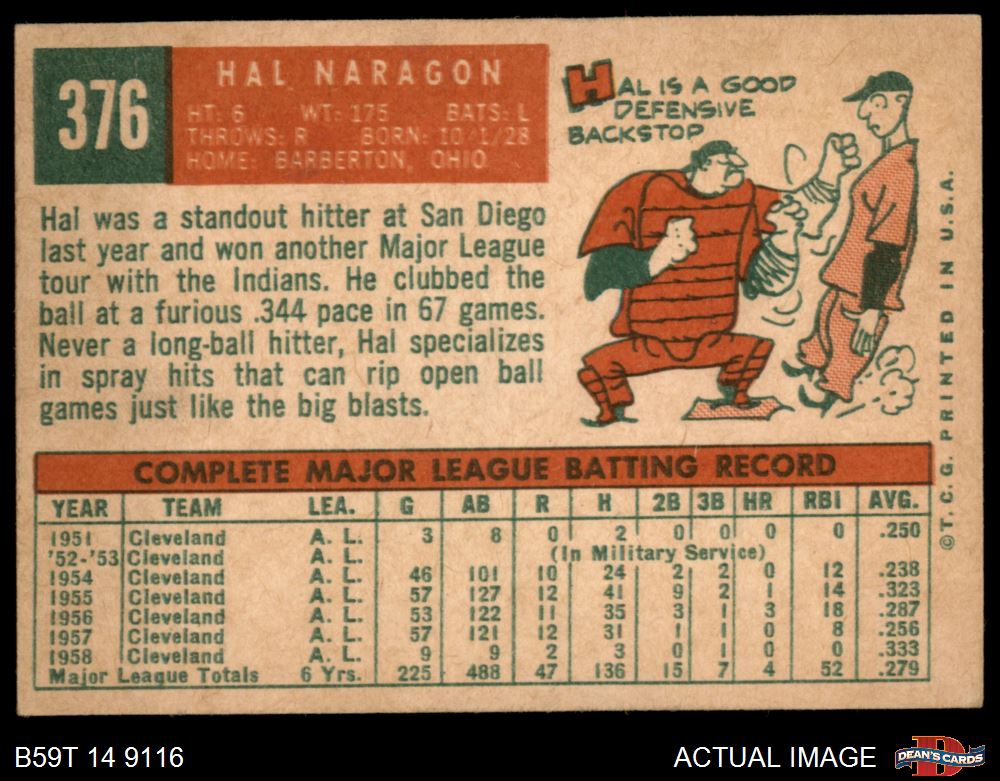 376
HAL NARAGON
HT: 6 WT: 175 BATS: L
THROWS: R BORN: 10/1/28
HOME: BARBERTON, OHIO
HAL IS A GOOD
DEFENSIVE
BACKSTOP
Hal was a standout hitter at San Diego
last year and won another Major League
tour with the Indians. He clubbed the
ball at a furious .344 pace in 67 games.
Never a long-ball hitter, Hal specializes
in spray hits that can rip open ball
games just like the big blasts.
COMPLETE MAJOR LEAGUE BATTING RECORD
YEAR TEAM LEA. G AB R H 2B 3B HR RBI AVG.
1951 Cleveland A. L. 3 8 0 2 0 0 0 0 .250
'52-'53 Cleveland (In Military Service)
1954 Cleveland A. L. 46 101 10 24 2 2 0 12 .238
1955 Cleveland A. L. 57 127 12 41 9 2 1 14 .323
1956 Cleveland A. L. 53 122 11 35 3 1 3 18 .287
1957 Cleveland A. L. 57 121 12 31 1 1 0 8 .256
1958 Cleveland A. L. 9 9 2 3 0 1 0 0 .333
Major League Totals 6 Yrs. 225 488 47 136 15 7 4 52 .279
©T.C.G. PRINTED IN U.S.A.
B59T 14 9116
ACTUAL IMAGE
D
DEAN'S CARDS